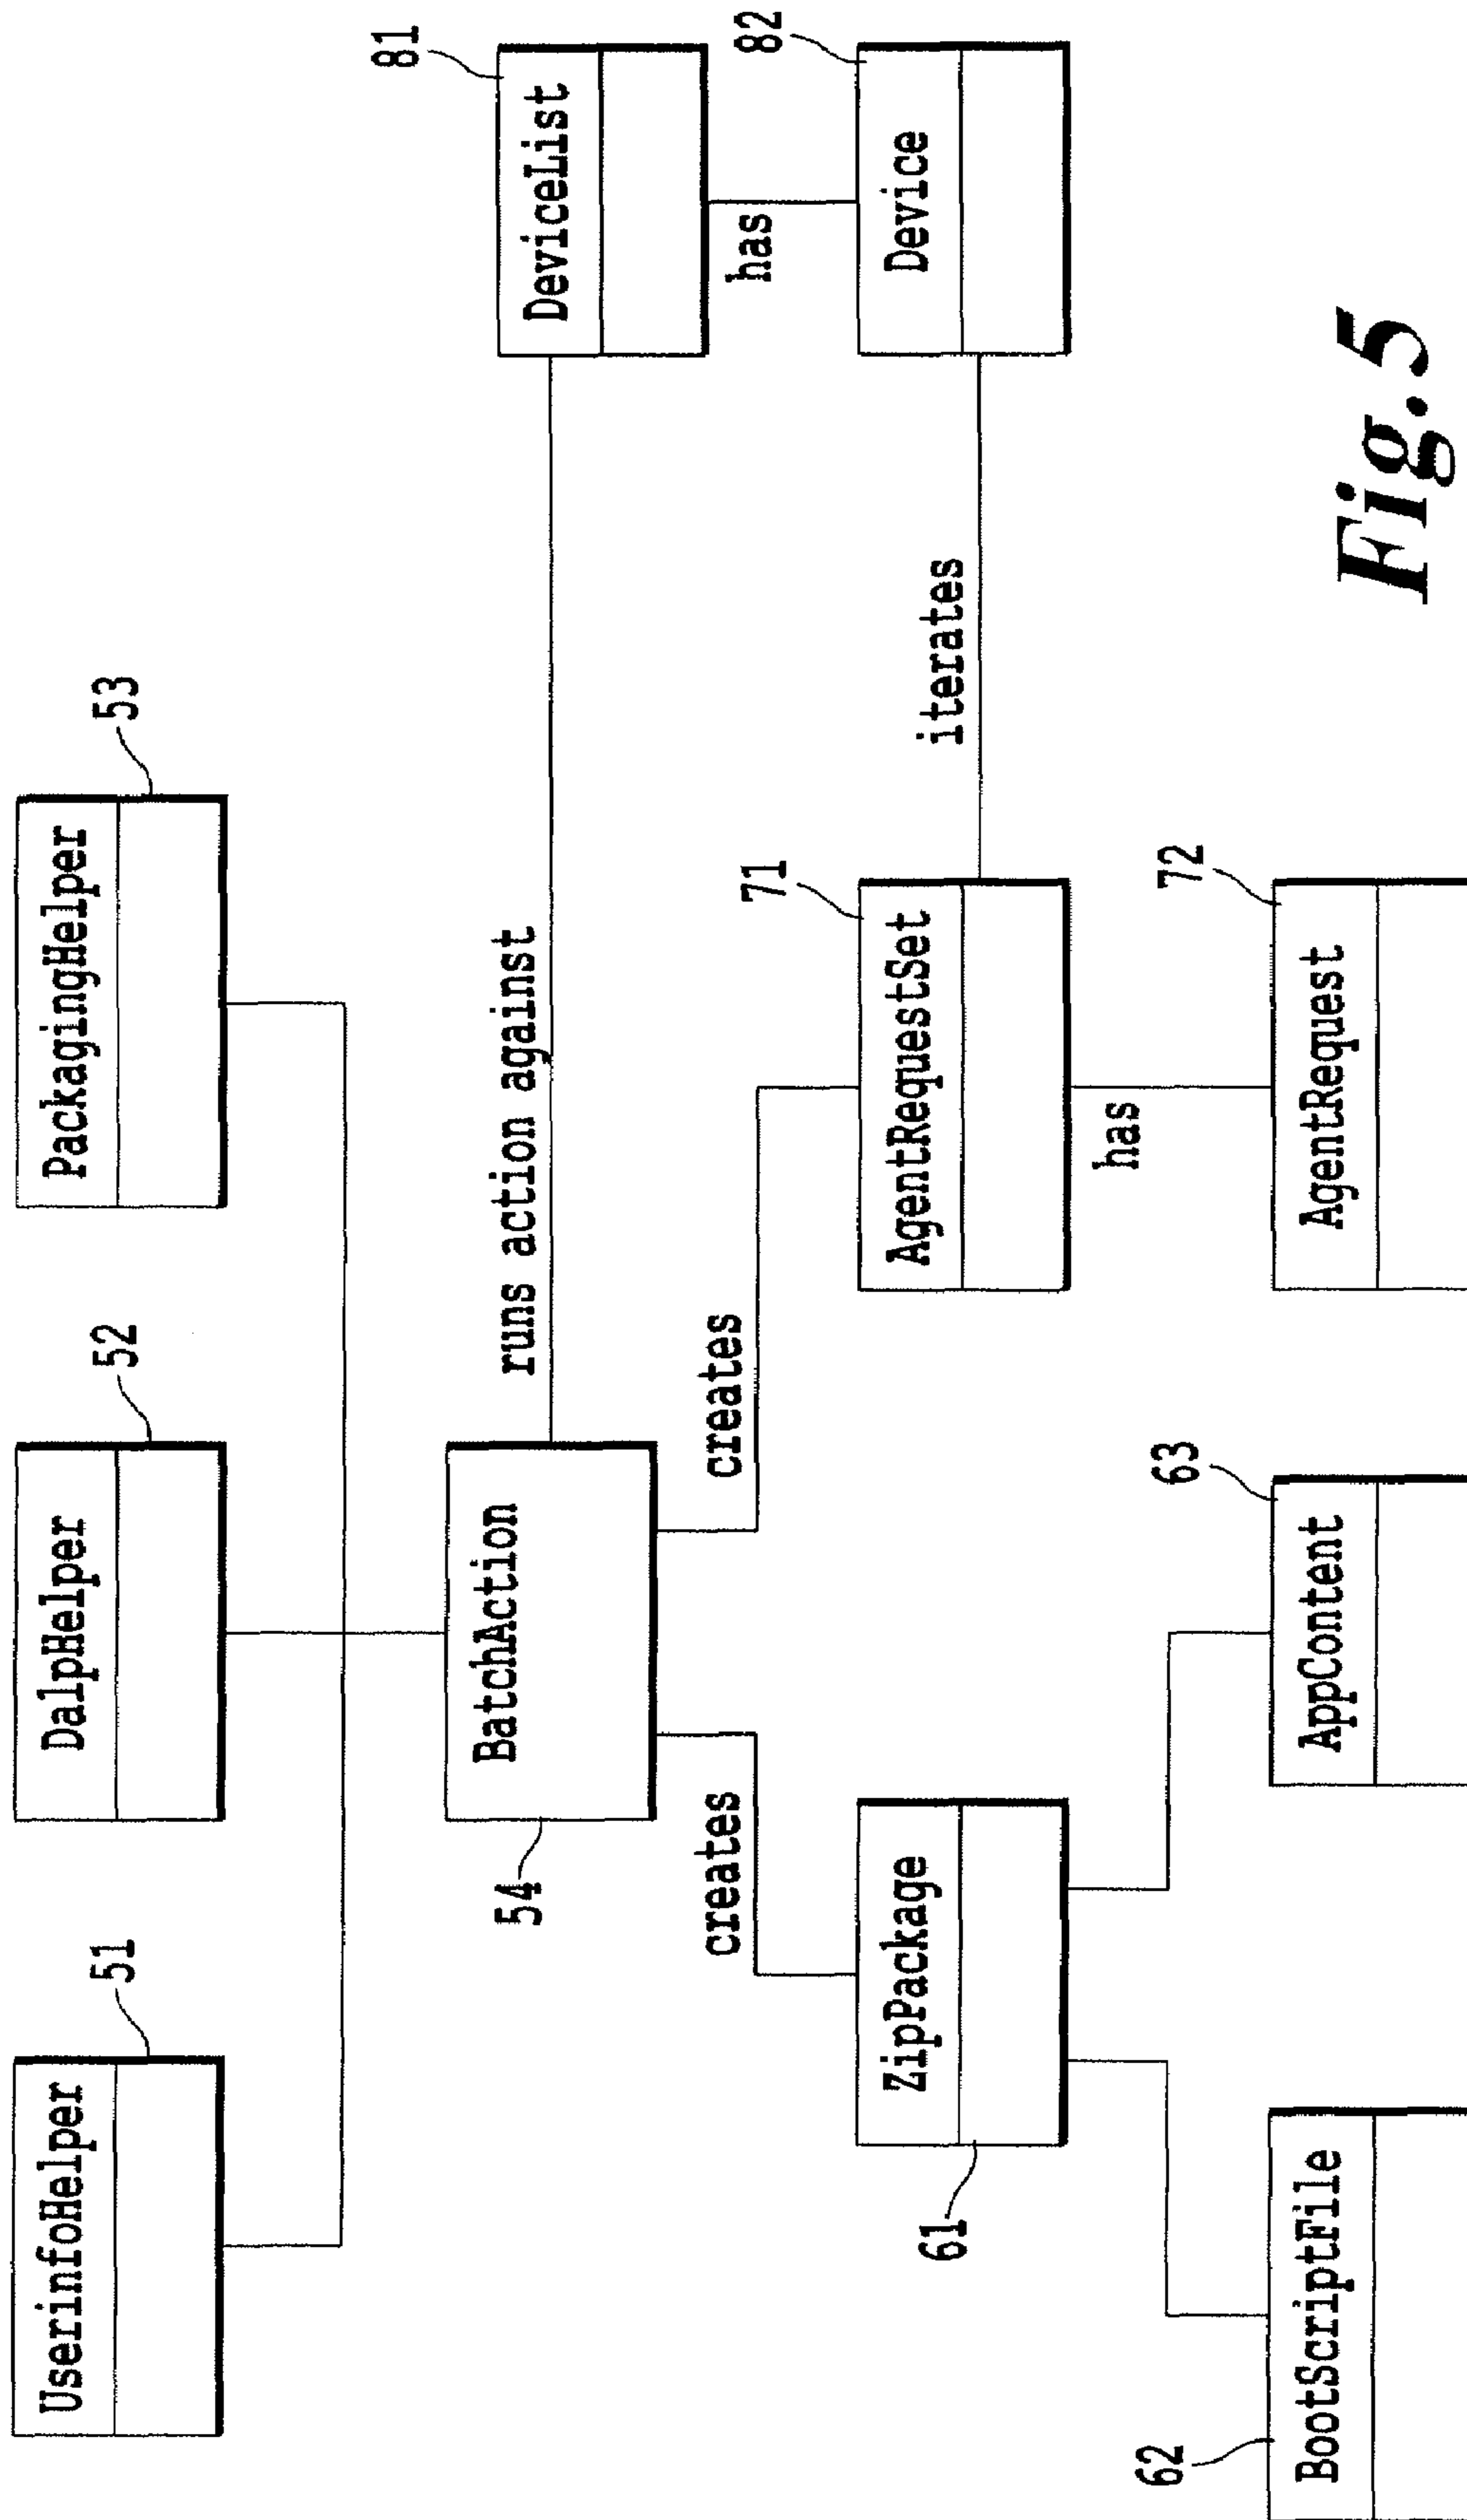 51
52
53
UserinfoHelper
DalpHelper
PackagingHelper
81
54
BatchAction
runs action against
DeviceList
creates
creates
has
82
61
ZipPackage
71
AgentRequestSet
iterates
Device
62
63
has
72
BootScriptFile
AppContent
AgentRequest
Fig.5